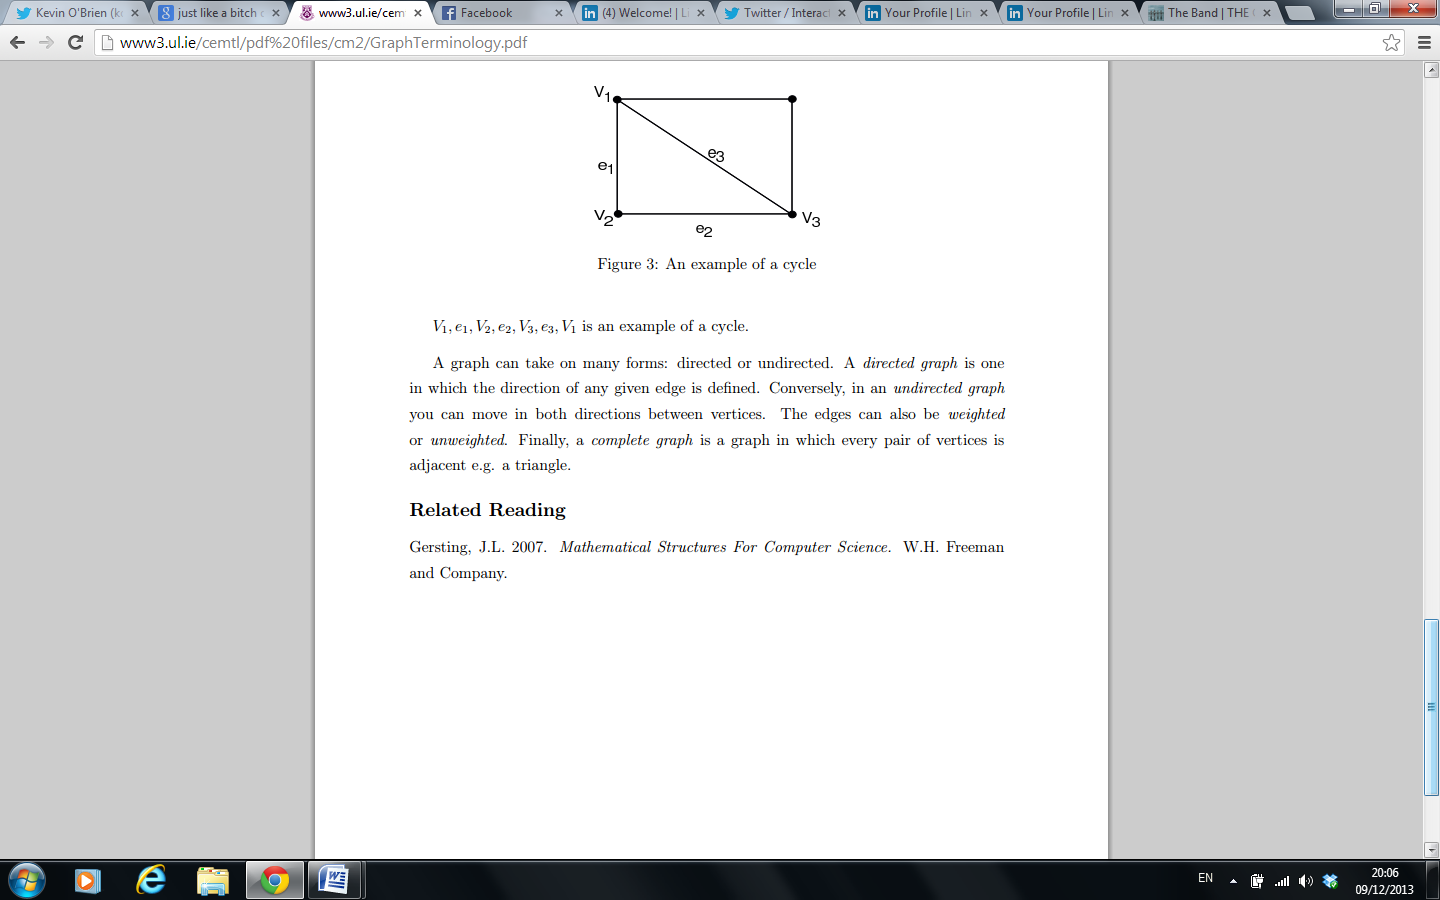 Kevin O'Brien (k
just like a bitch
www3.ul.ie/cem
Facebook
(4) Welcome! | Li
Twitter / Interac
Your Profile | Lin
Your Profile | Lin
The Band | THE
www3.ul.ie/cemtl/pdf%20files/cm2/GraphTerminology.pdf
V1
e3
e1
V2
V3
e2
Figure 3: An example of a cycle
V1, e1, V2, e2, V3, e3, V1 is an example of a cycle.
A graph can take on many forms: directed or undirected. A directed graph is one
in which the direction of any given edge is defined. Conversely, in an undirected graph
you can move in both directions between vertices. The edges can also be weighted
or unweighted. Finally, a complete graph is a graph in which every pair of vertices is
adjacent e.g. a triangle.
Related Reading
Gersting, J.L. 2007. Mathematical Structures For Computer Science. W.H. Freeman
and Company.
EN
20:06
09/12/2013